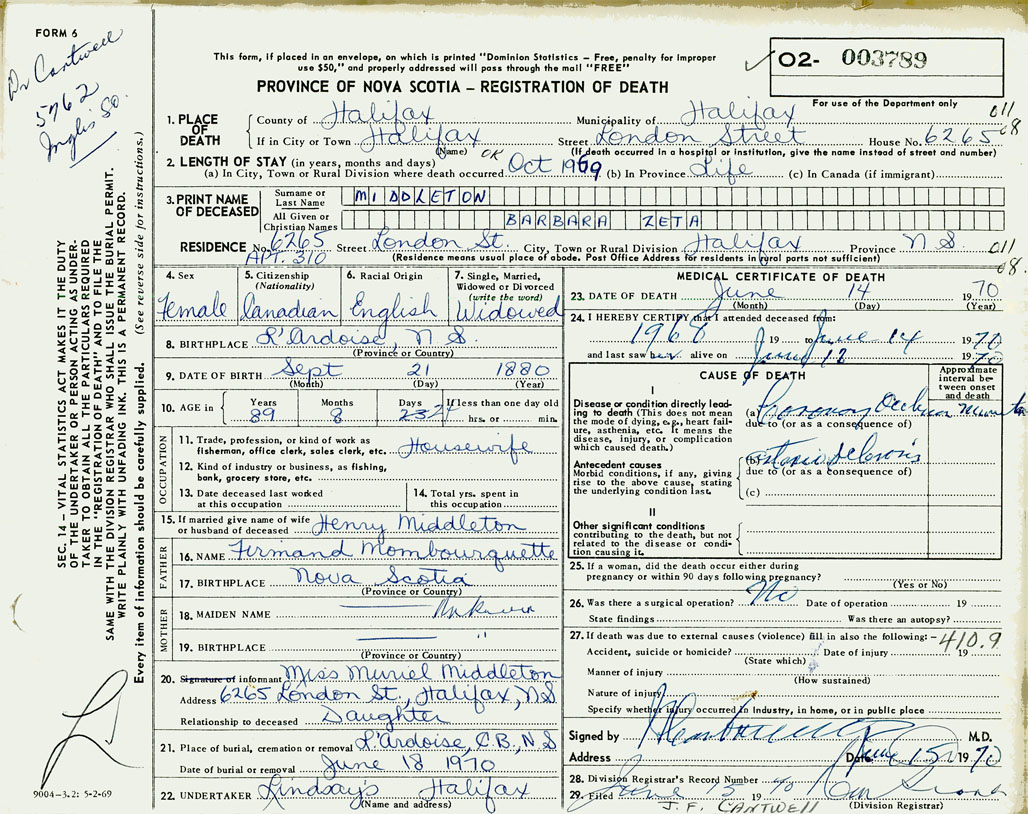 FORM 6
Dr Cantwell
5962
Inglis St.
This form, if placed in an envelope, on which is printed "Dominion Statistics – Free, penalty for improper
use $50," and properly addressed will pass through the mail "FREE"
PROVINCE OF NOVA SCOTIA – REGISTRATION OF DEATH
02- 003789
For use of the Department only
1. PLACE OF DEATH
County of Halifax Municipality of Halifax 011
If in City or Town Halifax Street London Street House No. 6265 08
(Name) OK (If death occurred in a hospital or institution, give the name instead of street and number)
2. LENGTH OF STAY (in years, months and days)
(a) In City, Town or Rural Division where death occurred Oct 1969 (b) In Province Life (c) In Canada (if immigrant)
3. PRINT NAME OF DECEASED
Surname or Last Name MIDDLETON
All Given or Christian Names BARBARA ZETA
RESIDENCE No. 6265 Street London St. City, Town or Rural Division Halifax Province N.S. 011
APT. 310 (Residence means usual place of abode. Post Office Address for residents in rural parts not sufficient) 08.
4. Sex Female
5. Citizenship (Nationality) Canadian
6. Racial Origin English
7. Single, Married, Widowed or Divorced (write the word) Widowed
8. BIRTHPLACE L'Ardoise, N.S.
(Province or Country)
9. DATE OF BIRTH Sept 21 1880
(Month) (Day) (Year)
10. AGE in Years 89 Months 8 Days 23 24 If less than one day old hrs. or min.
OCCUPATION
11. Trade, profession, or kind of work as fisherman, office clerk, sales clerk, etc. Housewife
12. Kind of industry or business, as fishing, bank, grocery store, etc.
13. Date deceased last worked at this occupation
14. Total yrs. spent in this occupation
15. If married give name of wife or husband of deceased Henry Middleton
FATHER
16. NAME Firmand Mombourquette
17. BIRTHPLACE Nova Scotia
(Province or Country)
MOTHER
18. MAIDEN NAME Unknown
19. BIRTHPLACE "
(Province or Country)
20. Signature of informant Miss Muriel Middleton
Address 6265 London St., Halifax, N.S
Relationship to deceased Daughter
21. Place of burial, cremation or removal L'Ardoise, C.B., N.S
Date of burial or removal June 18 1970
22. UNDERTAKER Lindsay's Halifax
(Name and address)
MEDICAL CERTIFICATE OF DEATH
23. DATE OF DEATH June 14 1970
(Month) (Day) (Year)
24. I HEREBY CERTIFY that I attended deceased from:
1968 19 to June 14 1970
and last saw her alive on June 12 1970
CAUSE OF DEATH
Approximate interval between onset and death
I
Disease or condition directly leading to death (This does not mean the mode of dying, e.g., heart failure, asthenia, etc. It means the disease, injury, or complication which caused death.)
(a) Coronary Occlusion
due to (or as a consequence of)
Antecedent causes
Morbid conditions, if any, giving rise to the above cause, stating the underlying condition last.
(b)
due to (or as a consequence of)
(c)
II
Other significant conditions
contributing to the death, but not related to the disease or condition causing it.
25. If a woman, did the death occur either during
pregnancy or within 90 days following pregnancy?
(Yes or No)
26. Was there a surgical operation? No Date of operation 19
State findings Was there an autopsy?
27. If death was due to external causes (violence) fill in also the following: – 410.9
Accident, suicide or homicide? Date of injury 19
(State which)
Manner of injury
(How sustained)
Nature of injury
Specify whether injury occurred in Industry, in home, or in public place
Signed by M.D.
Address Date June 15 1970
28. Division Registrar's Record Number
29. Filed June 15 1970
J. F. CANTWELL (Division Registrar)
SEC. 14 – VITAL STATISTICS ACT MAKES IT THE DUTY
OF THE UNDERTAKER OR PERSON ACTING AS UNDER-
TAKER TO OBTAIN ALL THE PARTICULARS REQUIRED
IN THE "REGISTRATION OF DEATH" AND TO FILE THE
SAME WITH THE DIVISION REGISTRAR WHO SHALL ISSUE THE BURIAL PERMIT.
WRITE PLAINLY WITH UNFADING INK. THIS IS A PERMANENT RECORD.
Every item of information should be carefully supplied. (See reverse side for instructions.)
9004-3.2: 5-2-69